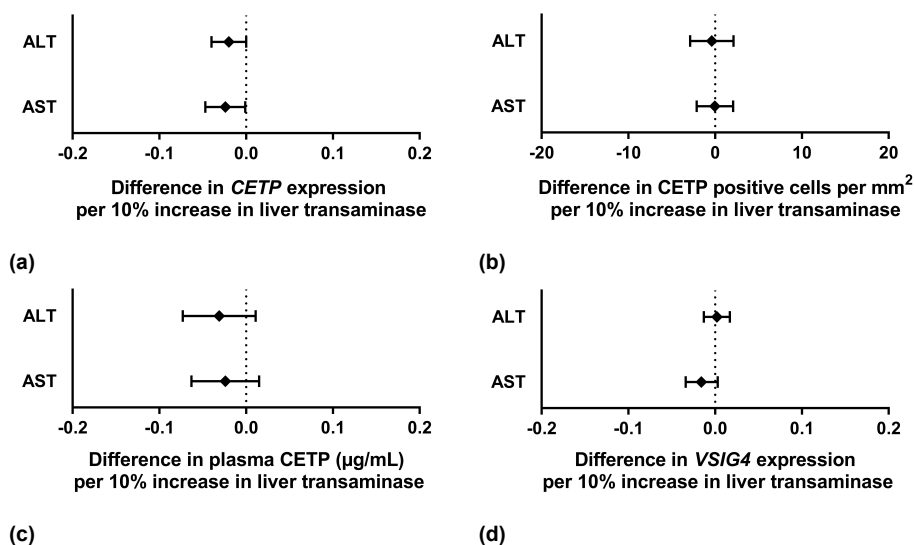 ALT
AST
-0.2 -0.1 0.0 0.1 0.2
Difference in CETP expression
per 10% increase in liver transaminase
(a)
ALT
AST
-20 -10 0 10 20
Difference in CETP positive cells per mm²
per 10% increase in liver transaminase
(b)
ALT
AST
-0.2 -0.1 0.0 0.1 0.2
Difference in plasma CETP (µg/mL)
per 10% increase in liver transaminase
(c)
ALT
AST
-0.2 -0.1 0.0 0.1 0.2
Difference in VSIG4 expression
per 10% increase in liver transaminase
(d)